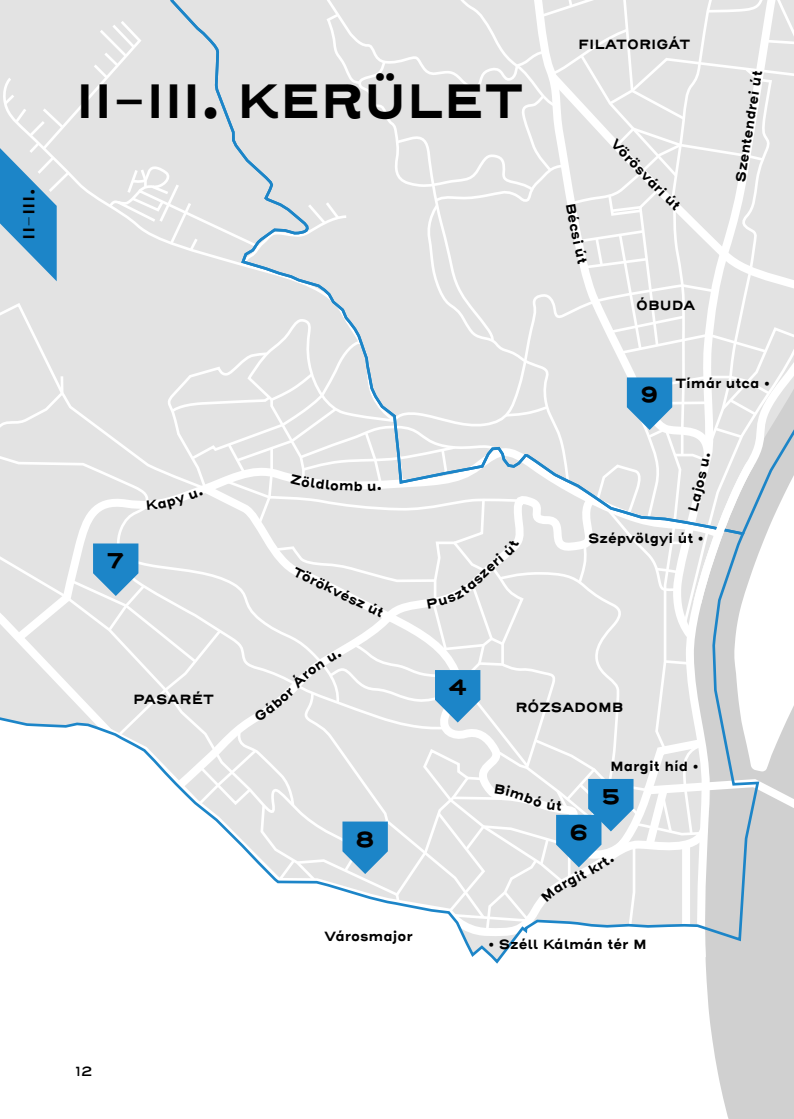 FILATORIGÁT
II–III. KERÜLET
Szentendrei út
Vörösvári út
II–III.
Bécsi út
ÓBUDA
Tímár utca •
9
Lajos u.
Zöldlomb u.
Kapy u.
Szépvölgyi út •
7
Törökvész út
Pusztaszeri út
Gábor Áron u.
4
PASARÉT
RÓZSADOMB
Margit híd •
Bimbó út
5
6
8
Margit krt.
Városmajor
• Széll Kálmán tér M
12